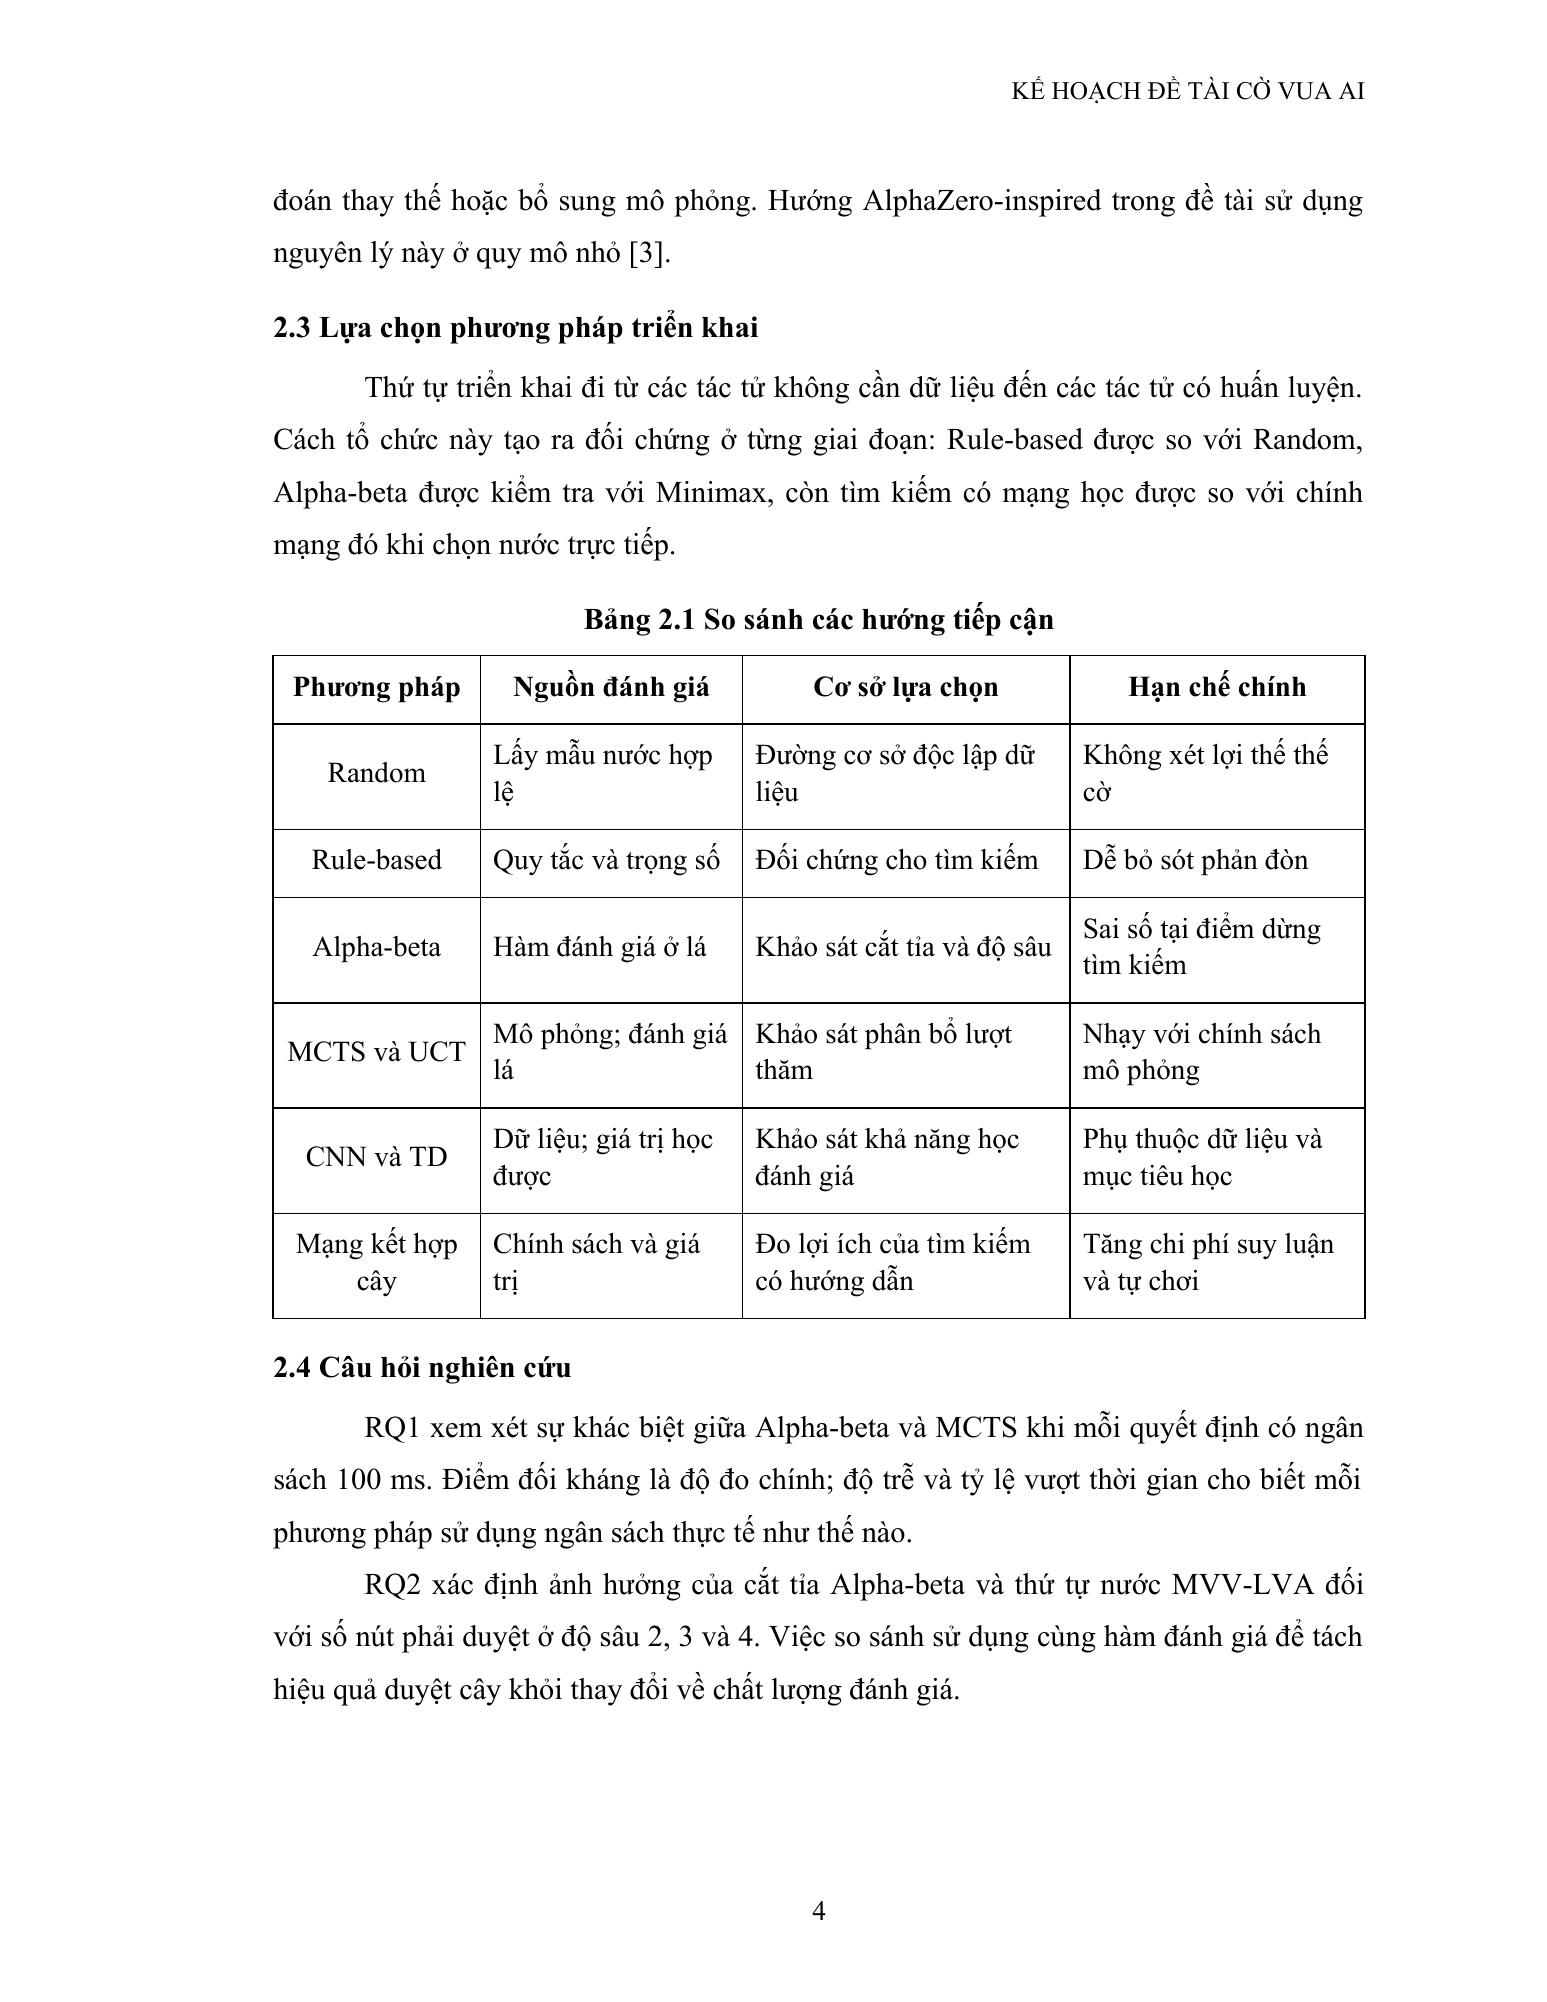 KẾ HOẠCH ĐỀ TÀI CỜ VUA AI
đoán thay thế hoặc bổ sung mô phỏng. Hướng AlphaZero-inspired trong đề tài sử dụng
nguyên lý này ở quy mô nhỏ [3].
2.3 Lựa chọn phương pháp triển khai
Thứ tự triển khai đi từ các tác tử không cần dữ liệu đến các tác tử có huấn luyện.
Cách tổ chức này tạo ra đối chứng ở từng giai đoạn: Rule-based được so với Random,
Alpha-beta được kiểm tra với Minimax, còn tìm kiếm có mạng học được so với chính
mạng đó khi chọn nước trực tiếp.
Bảng 2.1 So sánh các hướng tiếp cận
Phương pháp Nguồn đánh giá Cơ sở lựa chọn Hạn chế chính
Random
Lấy mẫu nước hợp
lệ
Đường cơ sở độc lập dữ
liệu
Không xét lợi thế thế
cờ
Rule-based Quy tắc và trọng số Đối chứng cho tìm kiếm Dễ bỏ sót phản đòn
Alpha-beta Hàm đánh giá ở lá Khảo sát cắt tỉa và độ sâu
Sai số tại điểm dừng
tìm kiếm
MCTS và UCT
Mô phỏng; đánh giá
lá
Khảo sát phân bổ lượt
thăm
Nhạy với chính sách
mô phỏng
CNN và TD
Dữ liệu; giá trị học
được
Khảo sát khả năng học
đánh giá
Phụ thuộc dữ liệu và
mục tiêu học
Mạng kết hợp
cây
Chính sách và giá
trị
Đo lợi ích của tìm kiếm
có hướng dẫn
Tăng chi phí suy luận
và tự chơi
2.4 Câu hỏi nghiên cứu
RQ1 xem xét sự khác biệt giữa Alpha-beta và MCTS khi mỗi quyết định có ngân
sách 100 ms. Điểm đối kháng là độ đo chính; độ trễ và tỷ lệ vượt thời gian cho biết mỗi
phương pháp sử dụng ngân sách thực tế như thế nào.
RQ2 xác định ảnh hưởng của cắt tỉa Alpha-beta và thứ tự nước MVV-LVA đối
với số nút phải duyệt ở độ sâu 2, 3 và 4. Việc so sánh sử dụng cùng hàm đánh giá để tách
hiệu quả duyệt cây khỏi thay đổi về chất lượng đánh giá.
4